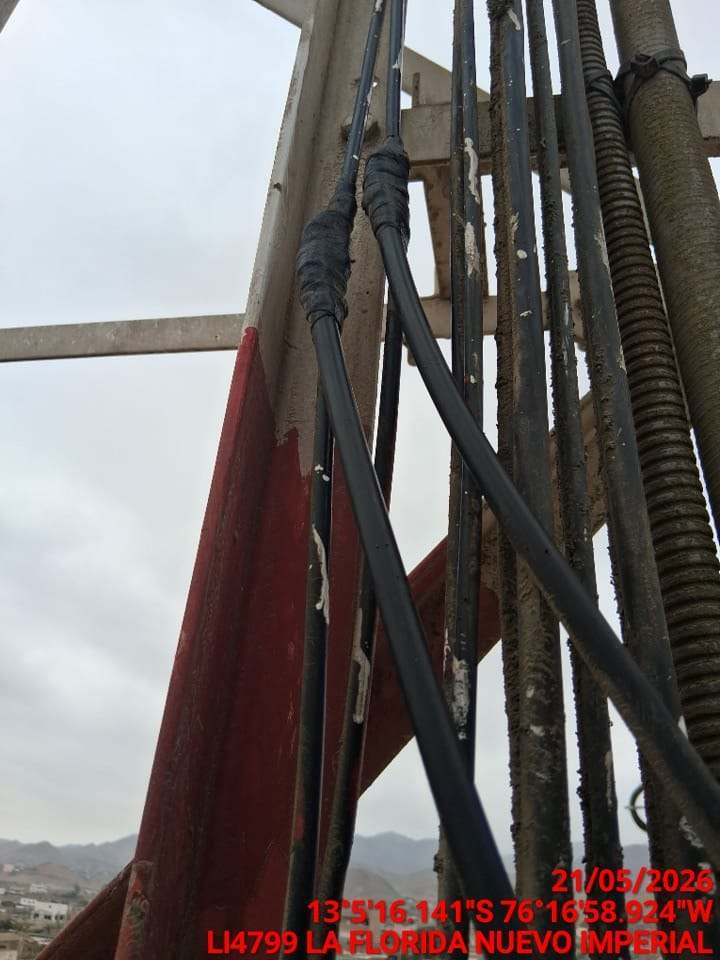 21/05/2026
13°5'16.141"S 76°16'58.924"W
LI4799 LA FLORIDA NUEVO IMPERIAL